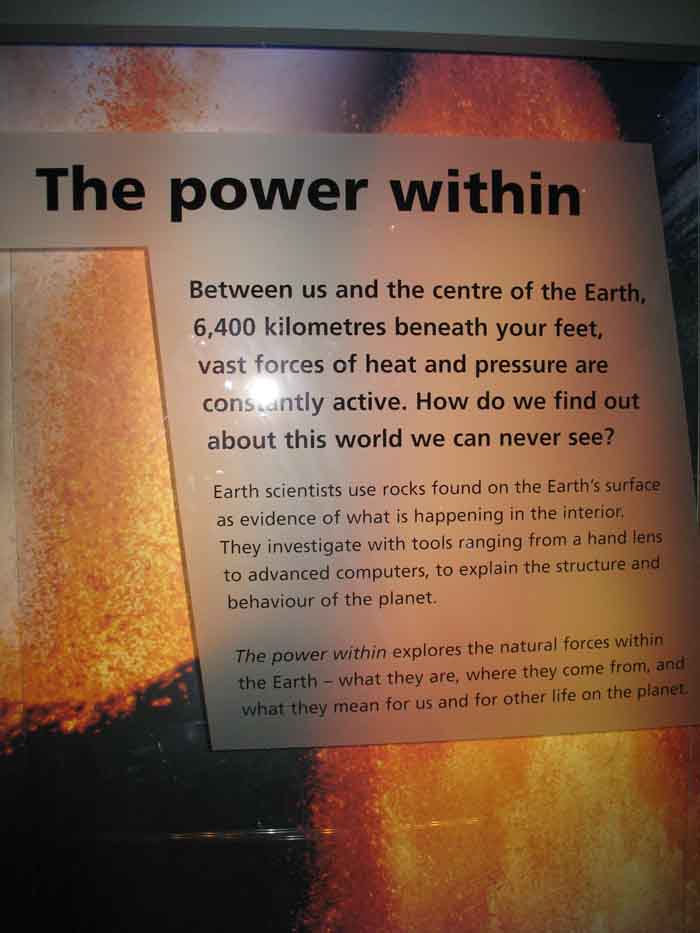 The power within
Between us and the centre of the Earth,
6,400 kilometres beneath your feet,
vast forces of heat and pressure are
constantly active. How do we find out
about this world we can never see?
Earth scientists use rocks found on the Earth's surface
as evidence of what is happening in the interior.
They investigate with tools ranging from a hand lens
to advanced computers, to explain the structure and
behaviour of the planet.
The power within explores the natural forces within
the Earth – what they are, where they come from, and
what they mean for us and for other life on the planet.